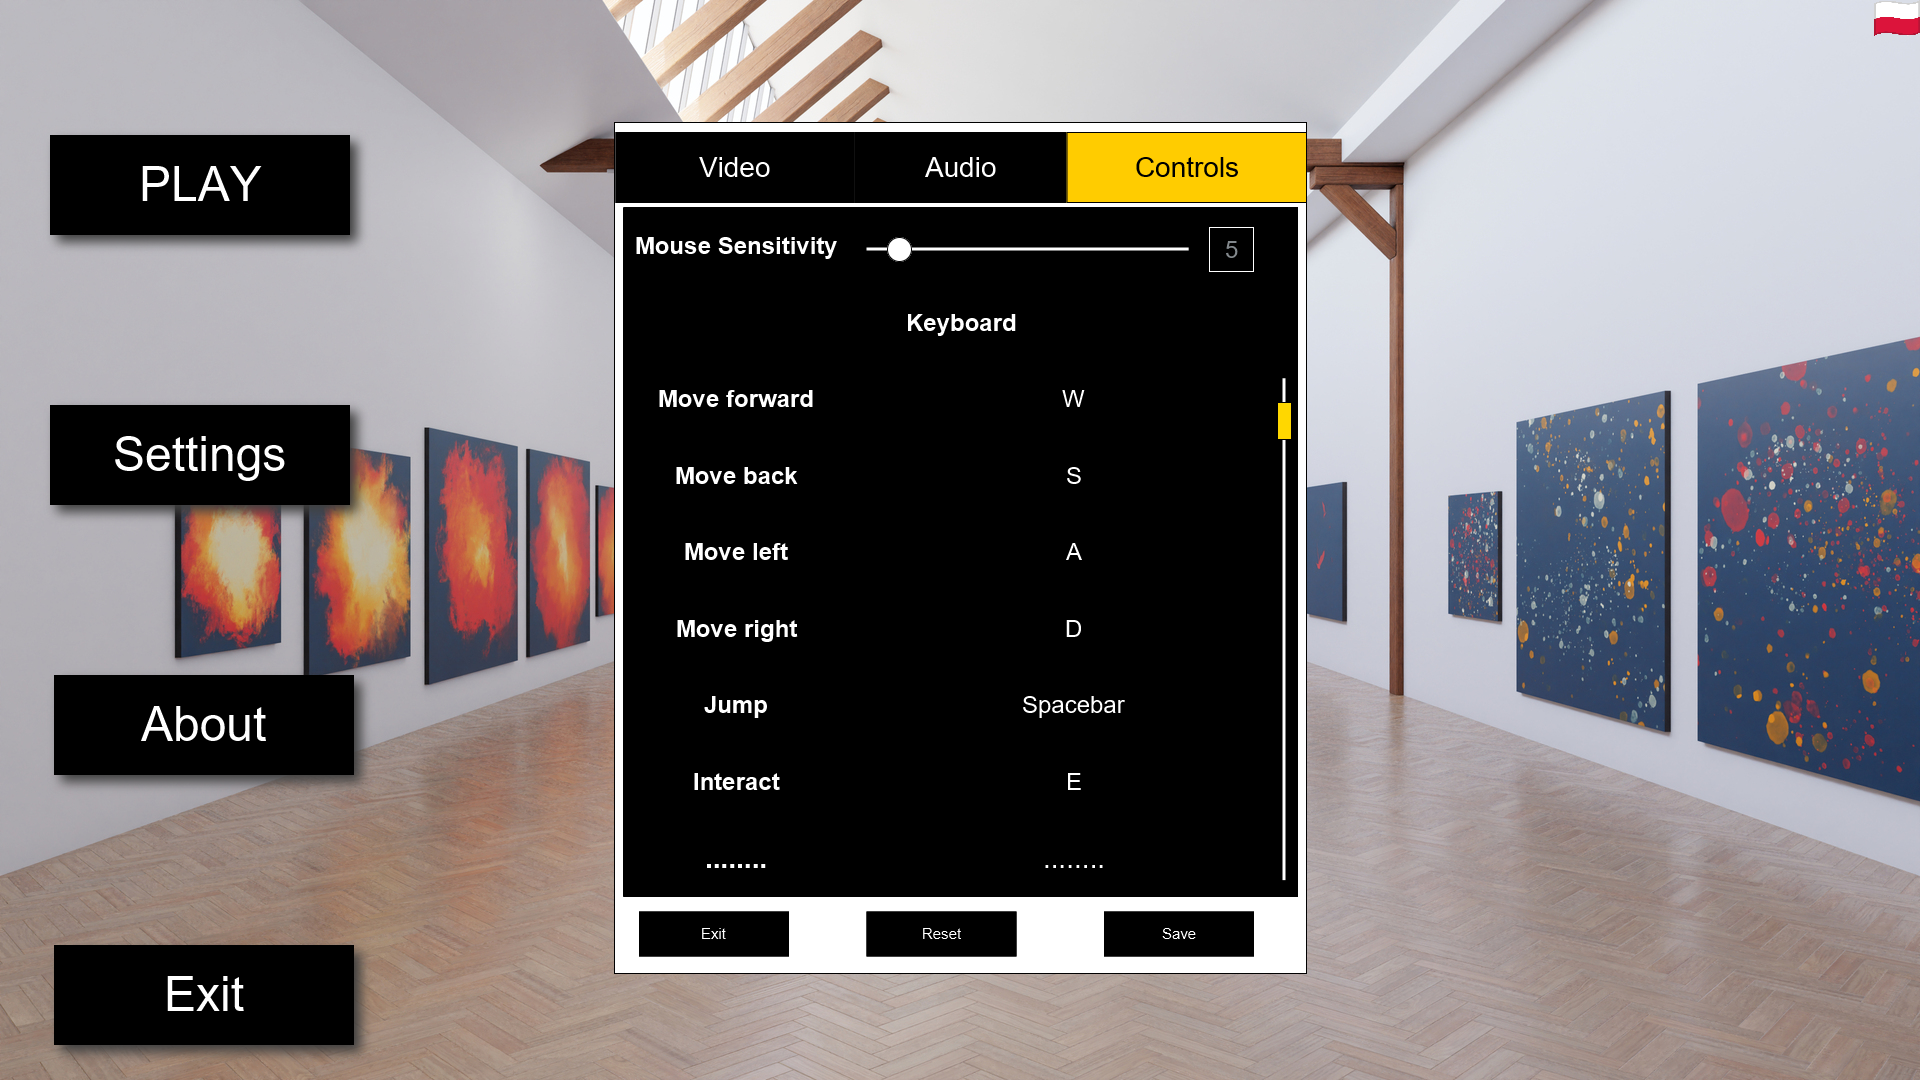 PLAY
Settings
About
Exit
Video Audio Controls
Mouse Sensitivity 5
Keyboard
Move forward W
Move back S
Move left A
Move right D
Jump Spacebar
Interact E
........ ........
Exit Reset Save